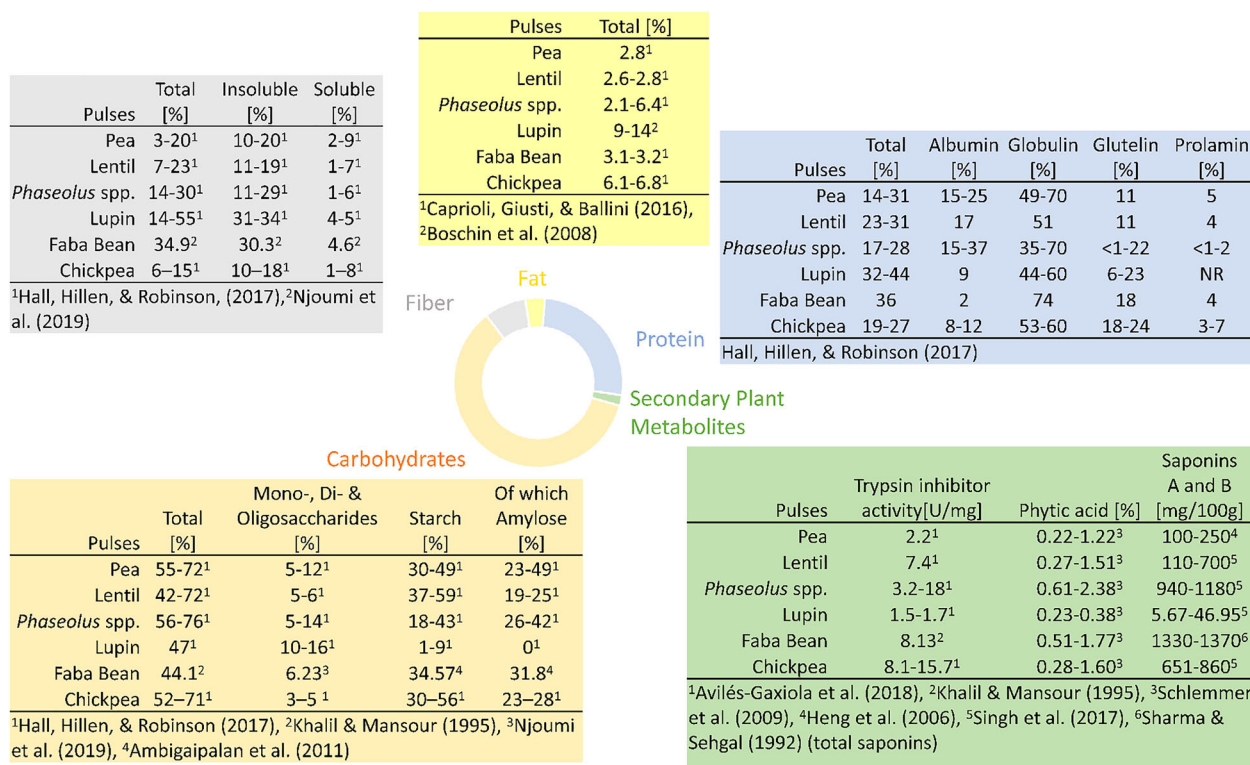 Pulses Total [%]
Pea 2.8¹
Lentil 2.6-2.8¹
Phaseolus spp. 2.1-6.4¹
Lupin 9-14²
Faba Bean 3.1-3.2¹
Chickpea 6.1-6.8¹
¹Caprioli, Giusti, & Ballini (2016),
²Boschin et al. (2008)
Total Insoluble Soluble
Pulses [%] [%] [%]
Pea 3-20¹ 10-20¹ 2-9¹
Lentil 7-23¹ 11-19¹ 1-7¹
Phaseolus spp. 14-30¹ 11-29¹ 1-6¹
Lupin 14-55¹ 31-34¹ 4-5¹
Faba Bean 34.9² 30.3² 4.6²
Chickpea 6–15¹ 10–18¹ 1–8¹
¹Hall, Hillen, & Robinson, (2017),²Njoumi et
al. (2019)
Total Albumin Globulin Glutelin Prolamin
Pulses [%] [%] [%] [%] [%]
Pea 14-31 15-25 49-70 11 5
Lentil 23-31 17 51 11 4
Phaseolus spp. 17-28 15-37 35-70 <1-22 <1-2
Lupin 32-44 9 44-60 6-23 NR
Faba Bean 36 2 74 18 4
Chickpea 19-27 8-12 53-60 18-24 3-7
Hall, Hillen, & Robinson (2017)
Fat
Fiber
Protein
Secondary Plant
Metabolites
Carbohydrates
Mono-, Di- & Of which
Total Oligosaccharides Starch Amylose
Pulses [%] [%] [%] [%]
Pea 55-72¹ 5-12¹ 30-49¹ 23-49¹
Lentil 42-72¹ 5-6¹ 37-59¹ 19-25¹
Phaseolus spp. 56-76¹ 5-14¹ 18-43¹ 26-42¹
Lupin 47¹ 10-16¹ 1-9¹ 0¹
Faba Bean 44.1² 6.23³ 34.57⁴ 31.8⁴
Chickpea 52–71¹ 3–5 ¹ 30–56¹ 23–28¹
¹Hall, Hillen, & Robinson (2017), ²Khalil & Mansour (1995), ³Njoumi
et al. (2019), ⁴Ambigaipalan et al. (2011)
Saponins
Trypsin inhibitor A and B
Pulses activity[U/mg] Phytic acid [%] [mg/100g]
Pea 2.2¹ 0.22-1.22³ 100-250⁴
Lentil 7.4¹ 0.27-1.51³ 110-700⁵
Phaseolus spp. 3.2-18¹ 0.61-2.38³ 940-1180⁵
Lupin 1.5-1.7¹ 0.23-0.38³ 5.67-46.95⁵
Faba Bean 8.13² 0.51-1.77³ 1330-1370⁶
Chickpea 8.1-15.7¹ 0.28-1.60³ 651-860⁵
¹Avilés-Gaxiola et al. (2018), ²Khalil & Mansour (1995), ³Schlemmer
et al. (2009), ⁴Heng et al. (2006), ⁵Singh et al. (2017), ⁶Sharma &
Sehgal (1992) (total saponins)